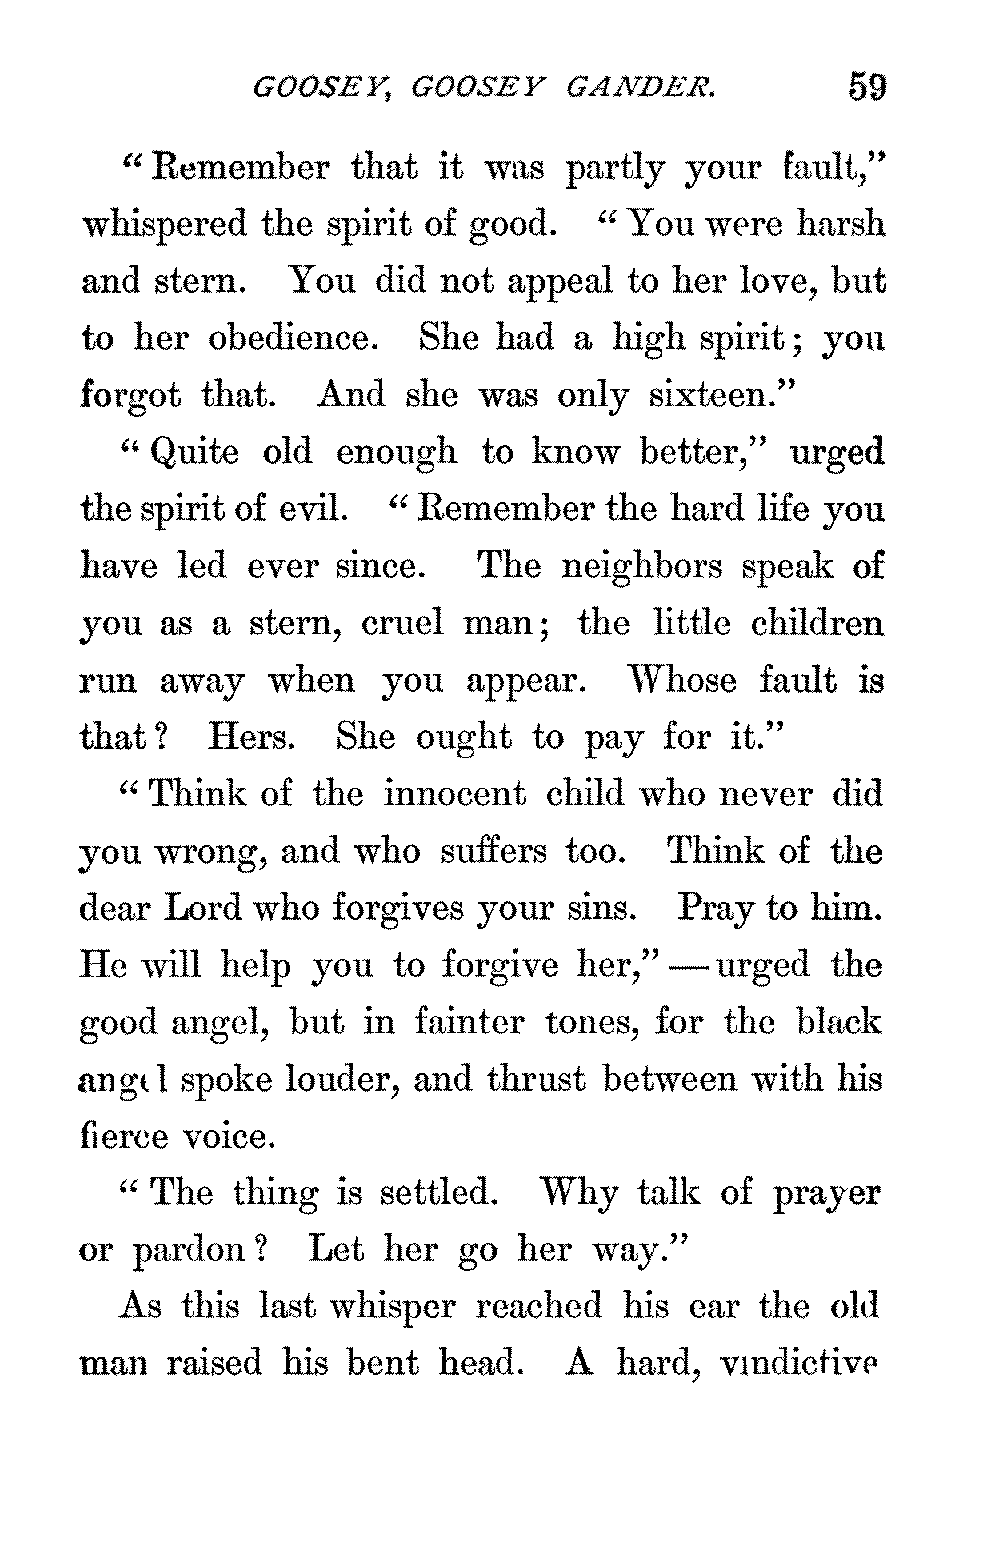 GOOSEY, GOOSEY GANDER. 59
"Remember that it was partly your fault,"
whispered the spirit of good. "You were harsh
and stern. You did not appeal to her love, but
to her obedience. She had a high spirit; you
forgot that. And she was only sixteen."
"Quite old enough to know better," urged
the spirit of evil. "Remember the hard life you
have led ever since. The neighbors speak of
you as a stern, cruel man; the little children
run away when you appear. Whose fault is
that? Hers. She ought to pay for it."
"Think of the innocent child who never did
you wrong, and who suffers too. Think of the
dear Lord who forgives your sins. Pray to him.
He will help you to forgive her,"—urged the
good angel, but in fainter tones, for the black
angel spoke louder, and thrust between with his
fierce voice.
"The thing is settled. Why talk of prayer
or pardon? Let her go her way."
As this last whisper reached his ear the old
man raised his bent head. A hard, vindictive